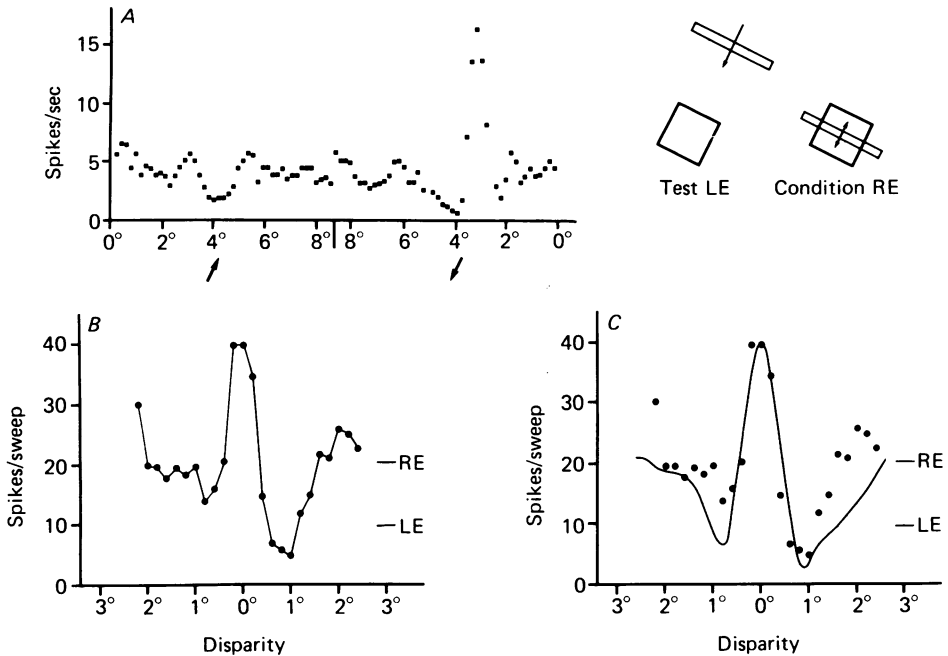 A
15
10
5
0
Spikes/sec
0° 2° 4° 6° 8° 8° 6° 4° 2° 0°
Test LE Condition RE
B
40
30
20
10
0
Spikes/sweep
RE
LE
3° 2° 1° 0° 1° 2° 3°
Disparity
C
40
30
20
10
0
Spikes/sweep
RE
LE
3° 2° 1° 0° 1° 2° 3°
Disparity